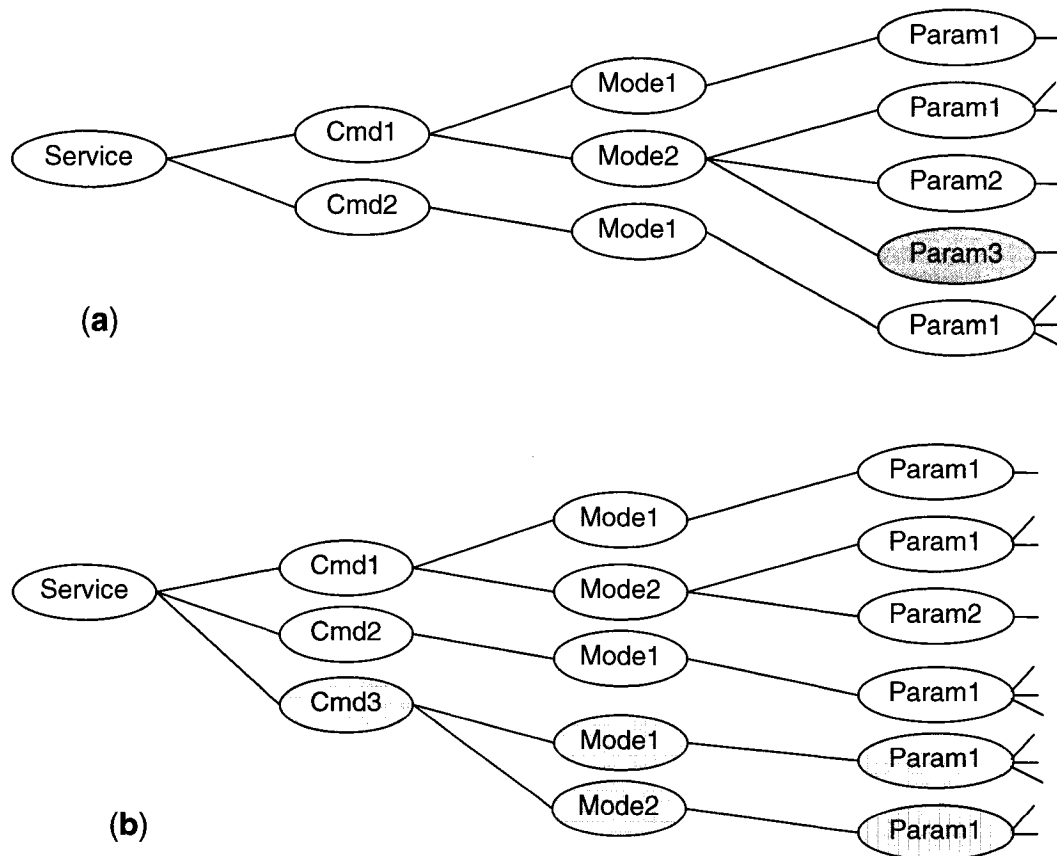 Param1
Mode1
Param1
Cmd1
Service
Mode2
Param2
Cmd2
Mode1
Param3
(a)
Param1
Param1
Mode1
Param1
Cmd1
Service
Mode2
Param2
Cmd2
Mode1
Param1
Cmd3
Mode1
Param1
Mode2
(b)
Param1